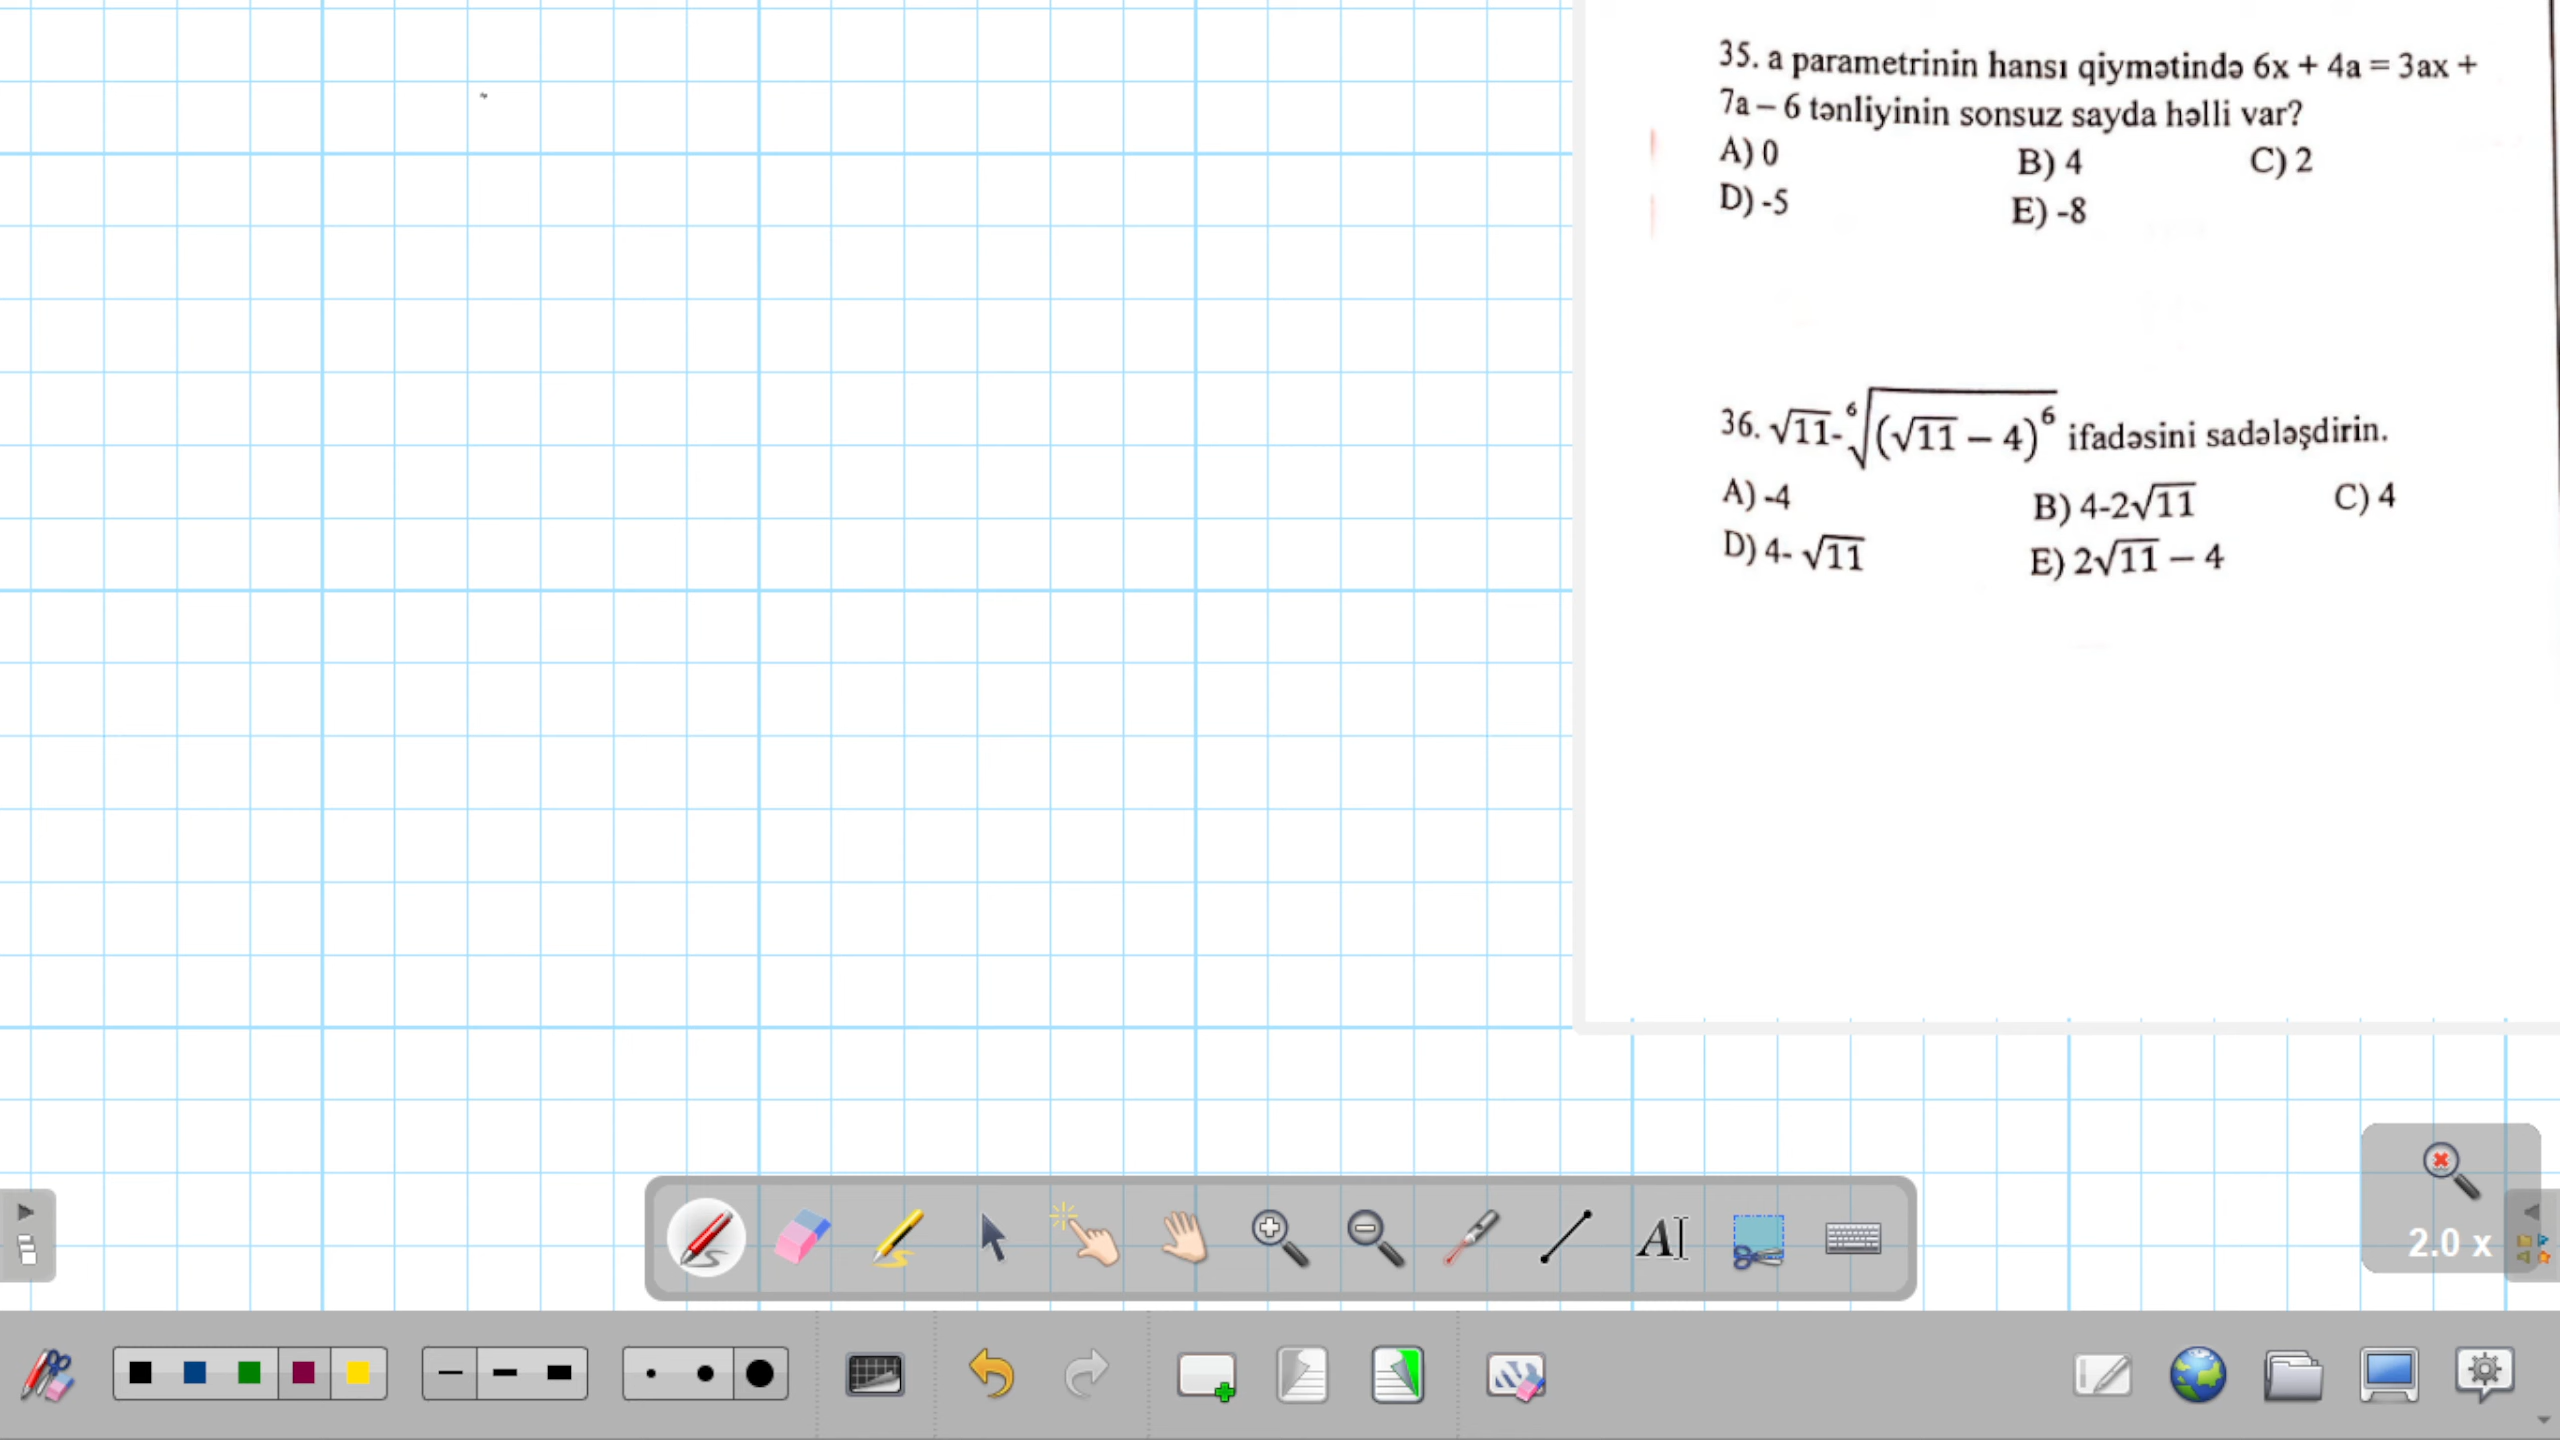 35. a parametrinin hansı qiymətində 6x + 4a = 3ax +
7a – 6 tənliyinin sonsuz sayda həlli var?
A) 0 B) 4 C) 2
D) -5 E) -8
36. √11-⁶√(√11 – 4)⁶ ifadəsini sadələşdirin.
A) -4 B) 4-2√11 C) 4
D) 4- √11 E) 2√11 – 4
2.0 x